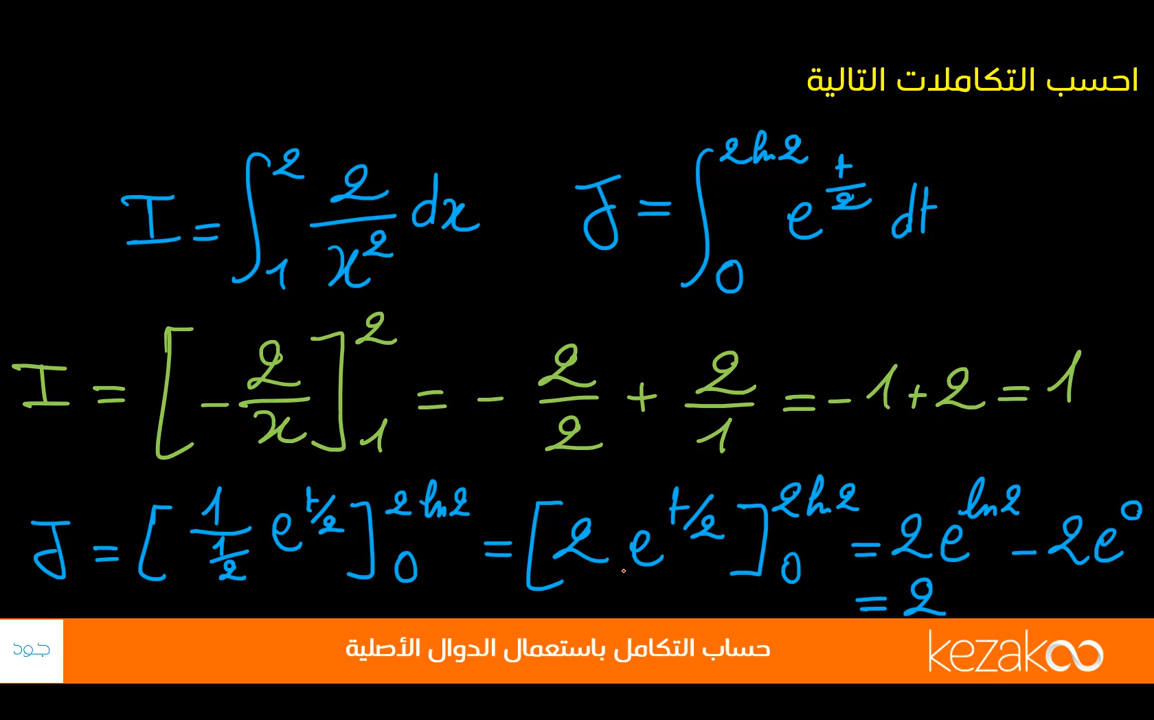 احسب التكاملات التالية
I = ∫₁² 2/x² dx    J = ∫₀^(2ln2) e^(t/2) dt
I = [-2/x]₁² = - 2/2 + 2/1 = -1+2 = 1
J = [1/(1/2) e^(t/2)]₀^(2ln2) = [2 e^(t/2)]₀^(2ln2) = 2e^(ln2) - 2e^0
= 2
جود حساب التكامل باستعمال الدوال الأصلية kezakoo